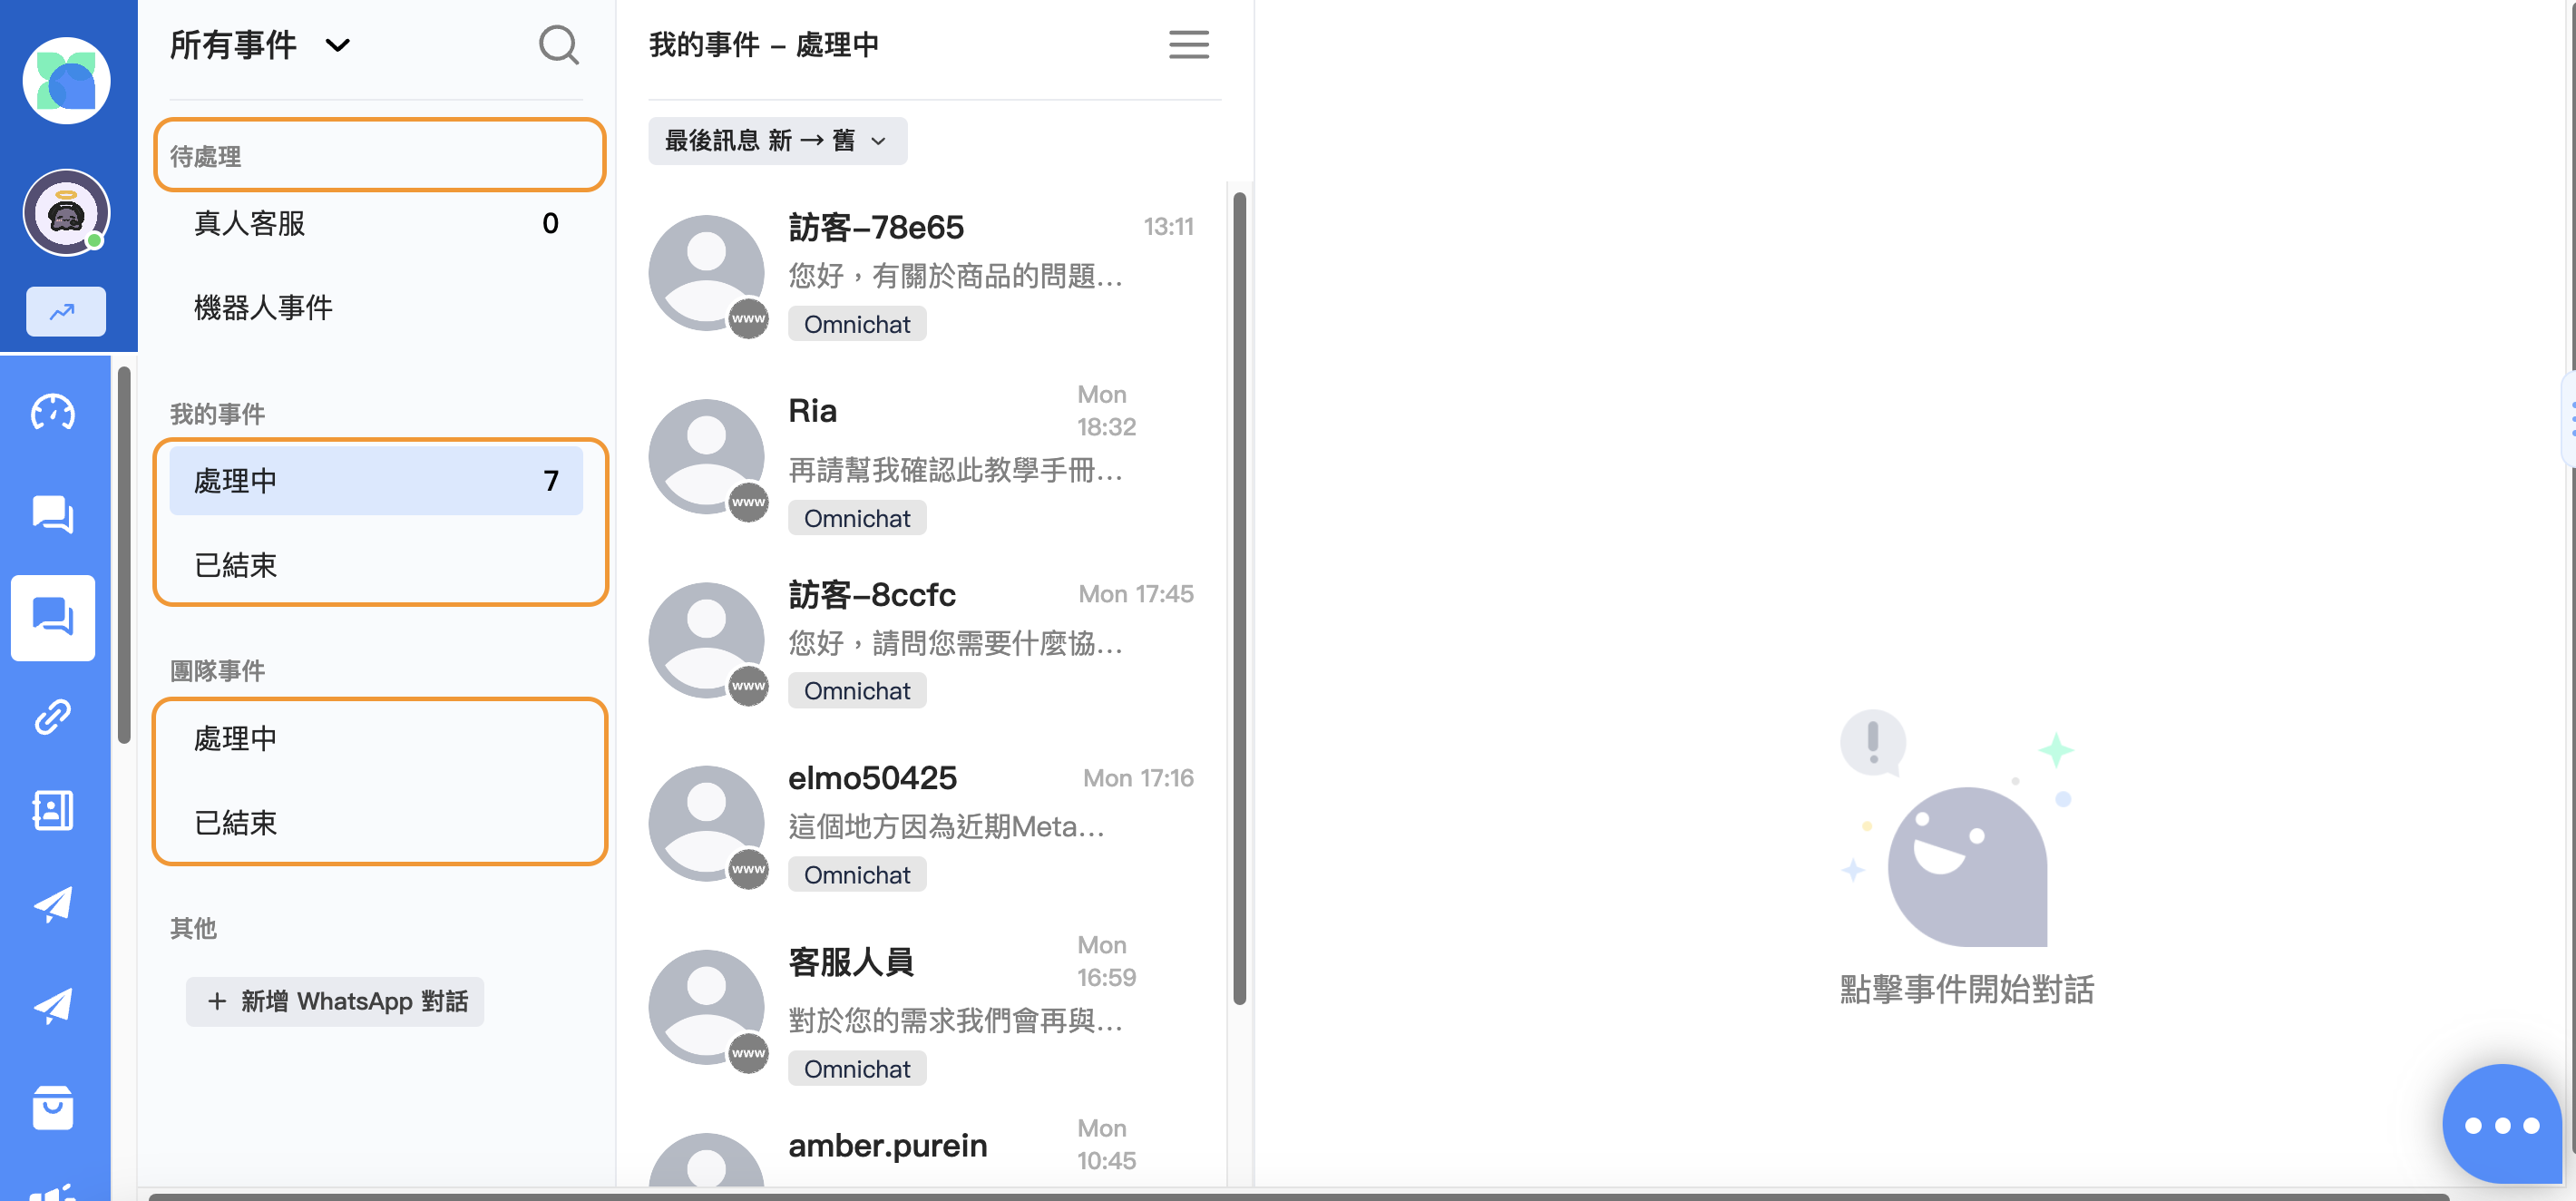 所有事件
待處理
真人客服 0
機器人事件
我的事件
處理中 7
已結束
團隊事件
處理中
已結束
其他
+ 新增 WhatsApp 對話
我的事件 – 處理中
最後訊息 新 → 舊
訪客-78e65 13:11
您好，有關於商品的問題...
www
Omnichat
Ria Mon 18:32
再請幫我確認此教學手冊...
www
Omnichat
訪客-8ccfc Mon 17:45
您好，請問您需要什麼協...
www
Omnichat
elmo50425 Mon 17:16
這個地方因為近期Meta...
www
Omnichat
客服人員 Mon 16:59
對於您的需求我們會再與...
www
Omnichat
amber.purein Mon 10:45
點擊事件開始對話